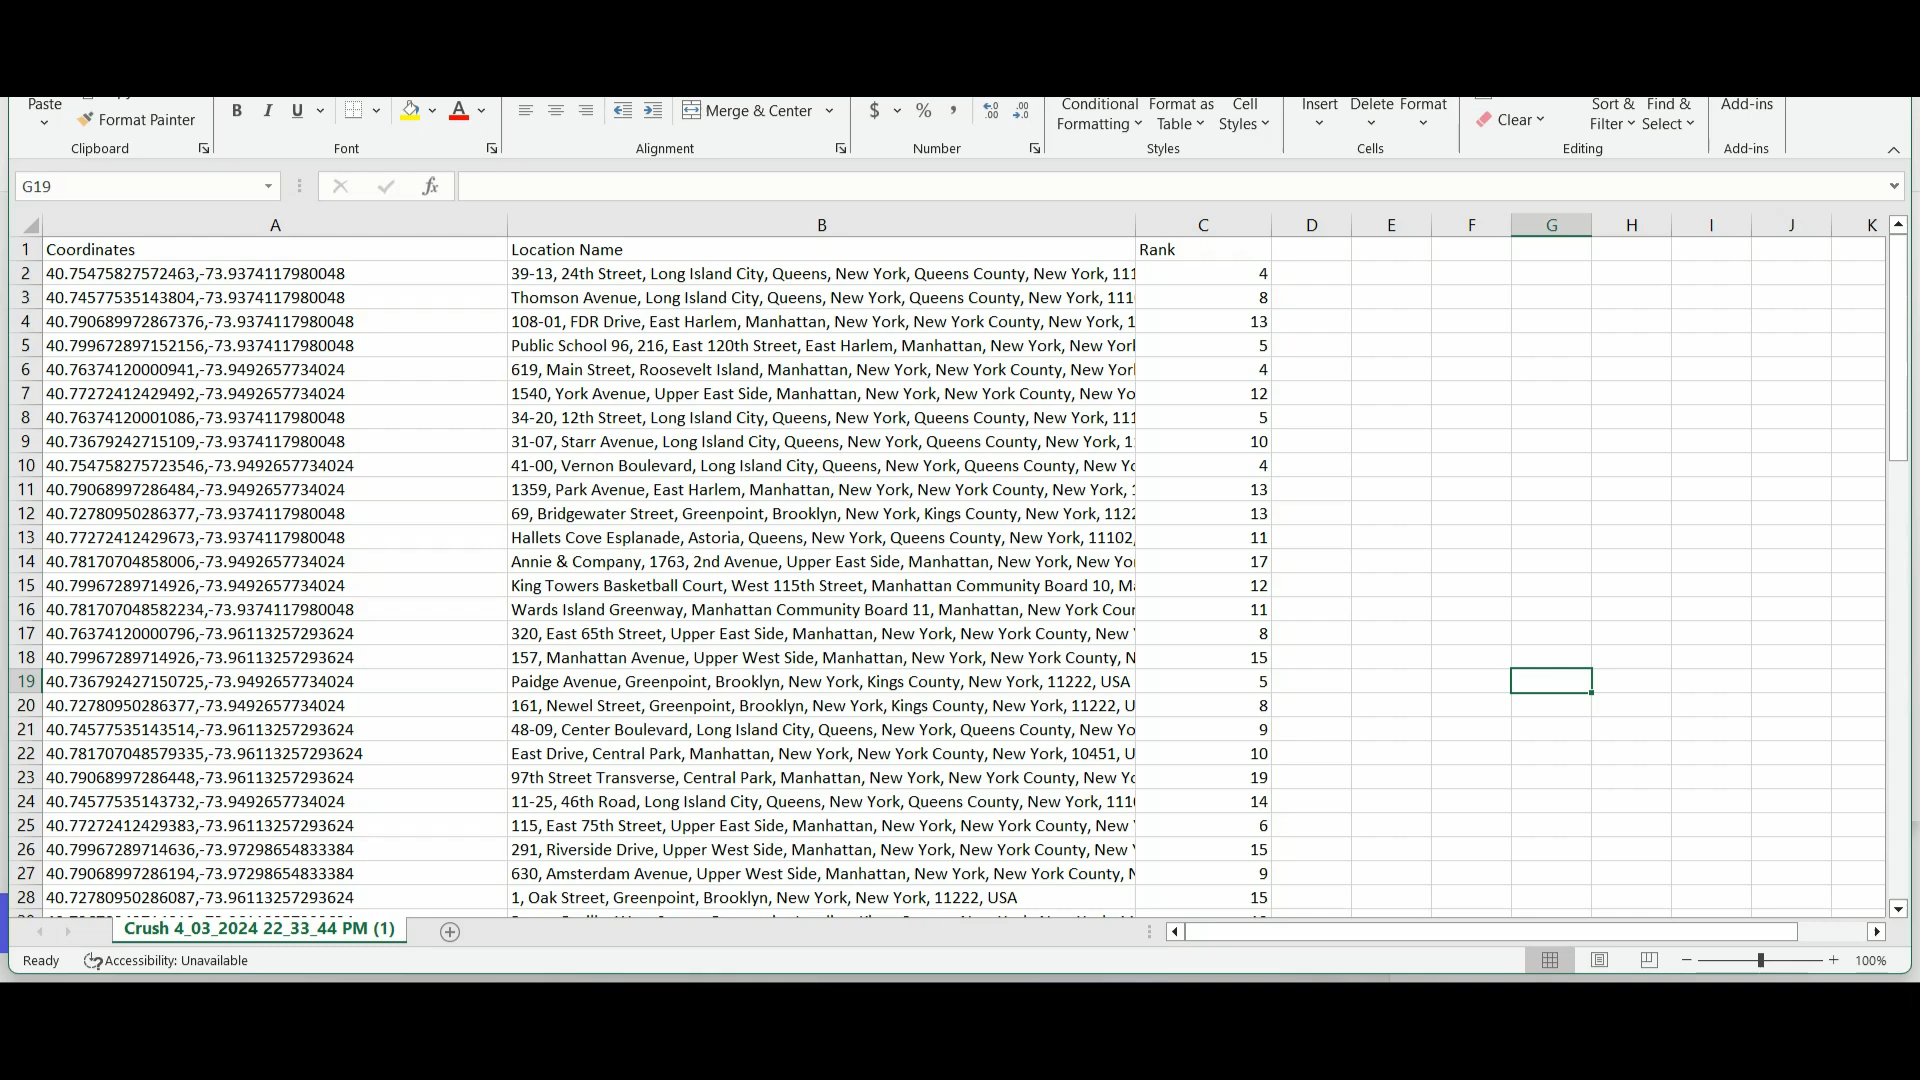 Paste
Format Painter
Clipboard
B I U
A
Font
Merge & Center
Alignment
$ % ,
Number
Conditional Formatting
Format as Table
Cell Styles
Styles
Insert Delete Format
Cells
Clear
Sort & Filter
Find & Select
Editing
Add-ins
Add-ins
G19
fx
A B C D E F G H I J K
1 Coordinates Location Name Rank
2 40.75475827572463,-73.9374117980048 39-13, 24th Street, Long Island City, Queens, New York, Queens County, New York, 111 4
3 40.74577535143804,-73.9374117980048 Thomson Avenue, Long Island City, Queens, New York, Queens County, New York, 111 8
4 40.790689972867376,-73.9374117980048 108-01, FDR Drive, East Harlem, Manhattan, New York, New York County, New York, 1 13
5 40.799672897152156,-73.9374117980048 Public School 96, 216, East 120th Street, East Harlem, Manhattan, New York, New York 5
6 40.76374120000941,-73.9492657734024 619, Main Street, Roosevelt Island, Manhattan, New York, New York County, New York 4
7 40.77272412429492,-73.9492657734024 1540, York Avenue, Upper East Side, Manhattan, New York, New York County, New Yo 12
8 40.76374120001086,-73.9374117980048 34-20, 12th Street, Long Island City, Queens, New York, Queens County, New York, 111 5
9 40.73679242715109,-73.9374117980048 31-07, Starr Avenue, Long Island City, Queens, New York, Queens County, New York, 1 10
10 40.754758275723546,-73.9492657734024 41-00, Vernon Boulevard, Long Island City, Queens, New York, Queens County, New Yo 4
11 40.79068997286484,-73.9492657734024 1359, Park Avenue, East Harlem, Manhattan, New York, New York County, New York, 1 13
12 40.72780950286377,-73.9374117980048 69, Bridgewater Street, Greenpoint, Brooklyn, New York, Kings County, New York, 1122 13
13 40.77272412429673,-73.9374117980048 Hallets Cove Esplanade, Astoria, Queens, New York, Queens County, New York, 11102, 11
14 40.78170704858006,-73.9492657734024 Annie & Company, 1763, 2nd Avenue, Upper East Side, Manhattan, New York, New Yo 17
15 40.79967289714926,-73.9492657734024 King Towers Basketball Court, West 115th Street, Manhattan Community Board 10, Ma 12
16 40.781707048582234,-73.9374117980048 Wards Island Greenway, Manhattan Community Board 11, Manhattan, New York Coun 11
17 40.76374120000796,-73.96113257293624 320, East 65th Street, Upper East Side, Manhattan, New York, New York County, New 8
18 40.79967289714926,-73.96113257293624 157, Manhattan Avenue, Upper West Side, Manhattan, New York, New York County, N 15
19 40.736792427150725,-73.9492657734024 Paidge Avenue, Greenpoint, Brooklyn, New York, Kings County, New York, 11222, USA 5
20 40.72780950286377,-73.9492657734024 161, Newel Street, Greenpoint, Brooklyn, New York, Kings County, New York, 11222, U 8
21 40.74577535143514,-73.96113257293624 48-09, Center Boulevard, Long Island City, Queens, New York, Queens County, New Yo 9
22 40.781707048579335,-73.96113257293624 East Drive, Central Park, Manhattan, New York, New York County, New York, 10451, U 10
23 40.79068997286448,-73.96113257293624 97th Street Transverse, Central Park, Manhattan, New York, New York County, New Yo 19
24 40.74577535143732,-73.9492657734024 11-25, 46th Road, Long Island City, Queens, New York, Queens County, New York, 111 14
25 40.77272412429383,-73.96113257293624 115, East 75th Street, Upper East Side, Manhattan, New York, New York County, New 6
26 40.79967289714636,-73.97298654833384 291, Riverside Drive, Upper West Side, Manhattan, New York, New York County, New 15
27 40.79068997286194,-73.97298654833384 630, Amsterdam Avenue, Upper West Side, Manhattan, New York, New York County, N 9
28 40.72780950286087,-73.96113257293624 1, Oak Street, Greenpoint, Brooklyn, New York, New York, 11222, USA 15
Crush 4_03_2024 22_33_44 PM (1)
Ready Accessibility: Unavailable 100%